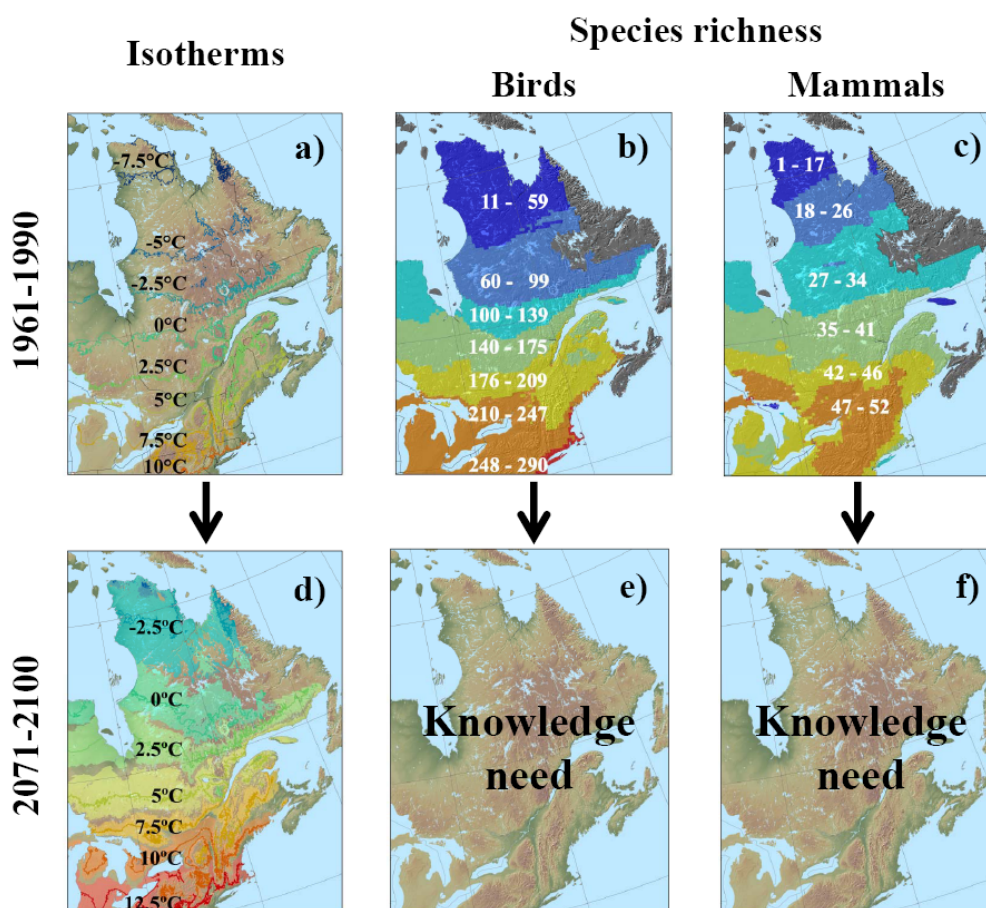 Species richness
Isotherms
Birds
Mammals
1961-1990
a)
-7.5°C
-5°C
-2.5°C
0°C
2.5°C
5°C
7.5°C
10°C
b)
11 - 59
60 - 99
100 - 139
140 - 175
176 - 209
210 - 247
248 - 290
c)
1 - 17
18 - 26
27 - 34
35 - 41
42 - 46
47 - 52
2071-2100
d)
-2.5°C
0°C
2.5°C
5°C
7.5°C
10°C
12.5°C
e)
Knowledge
need
f)
Knowledge
need